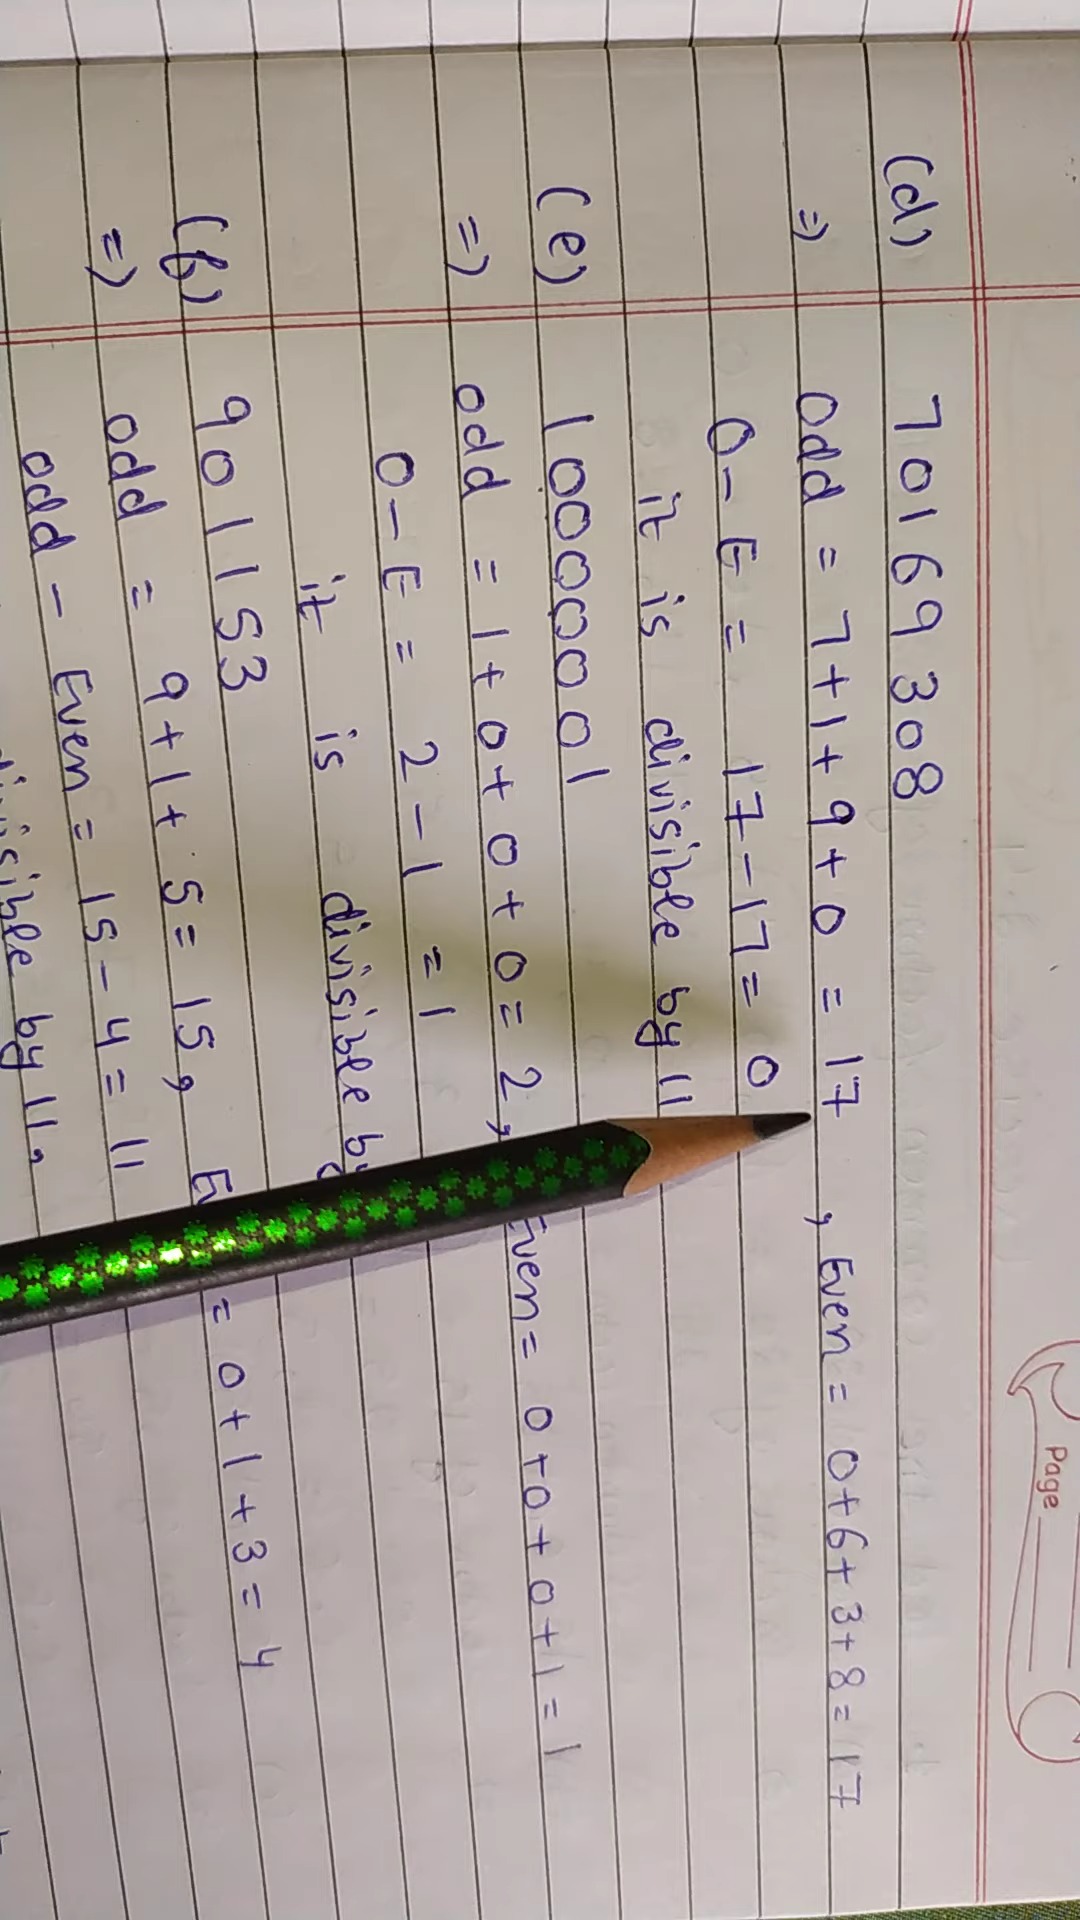 Page
(d) 70169308
=> odd = 7+1+9+0 = 17 , Even = 0+6+3+8 = 17
O-E = 17-17 = 0
it is divisible by 11
(e) 10000001
=> odd = 1+0+0+0 = 2, Even = 0+0+0+1 = 1
O-E = 2-1 = 1
it is divisible by
(f) 901153
=> odd = 9+1+5 = 15, = 0+1+3 = 4
odd - Even = 15-4 = 11
divisible by 11,